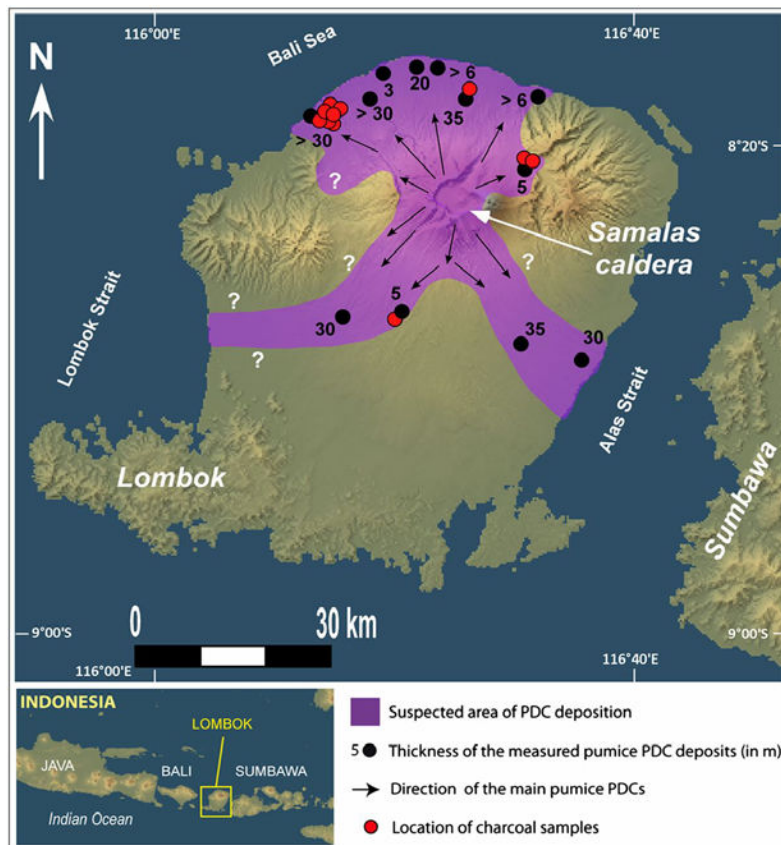 116°00'E
116°40'E
Bali Sea
N
> 6
3
20
> 30
> 6
35
8°20'S
> 30
?
5
Samalas
caldera
?
?
?
5
30
35
30
?
Lombok Strait
Alas Strait
Lombok
Sumbawa
0
30 km
9°00'S
9°00'S
116°00'E
116°40'E
INDONESIA
LOMBOK
JAVA
BALI
SUMBAWA
Indian Ocean
Suspected area of PDC deposition
5 Thickness of the measured pumice PDC deposits (in m)
Direction of the main pumice PDCs
Location of charcoal samples